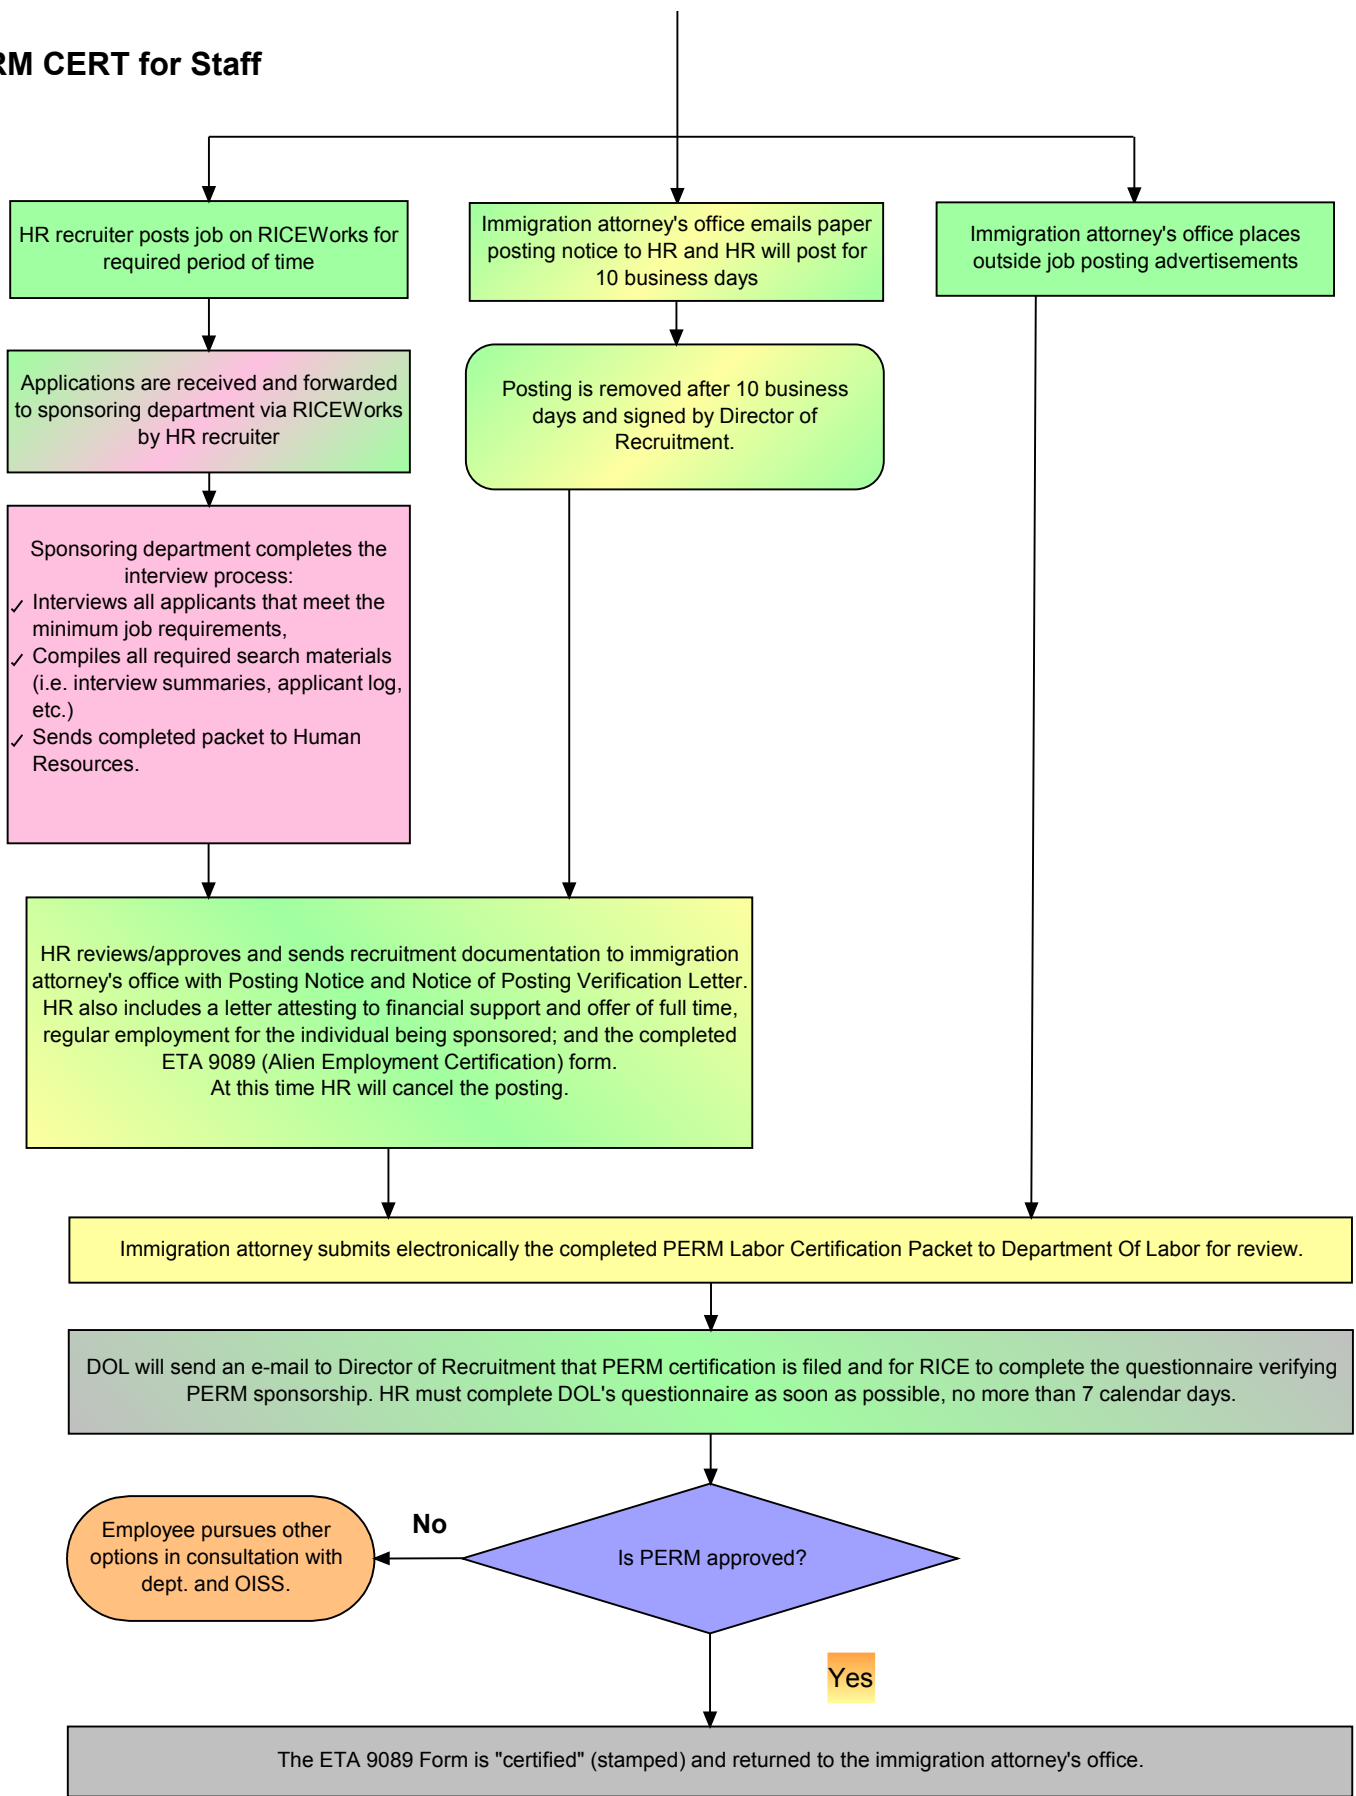 RM CERT for Staff
HR recruiter posts job on RICEWorks for
required period of time
Immigration attorney's office emails paper
posting notice to HR and HR will post for
10 business days
Immigration attorney's office places
outside job posting advertisements
Applications are received and forwarded
to sponsoring department via RICEWorks
by HR recruiter
Posting is removed after 10 business
days and signed by Director of
Recruitment.
Sponsoring department completes the
interview process:
✓ Interviews all applicants that meet the
minimum job requirements,
✓ Compiles all required search materials
(i.e. interview summaries, applicant log,
etc.)
✓ Sends completed packet to Human
Resources.
HR reviews/approves and sends recruitment documentation to immigration
attorney's office with Posting Notice and Notice of Posting Verification Letter.
HR also includes a letter attesting to financial support and offer of full time,
regular employment for the individual being sponsored; and the completed
ETA 9089 (Alien Employment Certification) form.
At this time HR will cancel the posting.
Immigration attorney submits electronically the completed PERM Labor Certification Packet to Department Of Labor for review.
DOL will send an e-mail to Director of Recruitment that PERM certification is filed and for RICE to complete the questionnaire verifying
PERM sponsorship. HR must complete DOL's questionnaire as soon as possible, no more than 7 calendar days.
Employee pursues other
options in consultation with
dept. and OISS.
No
Is PERM approved?
Yes
The ETA 9089 Form is "certified" (stamped) and returned to the immigration attorney's office.